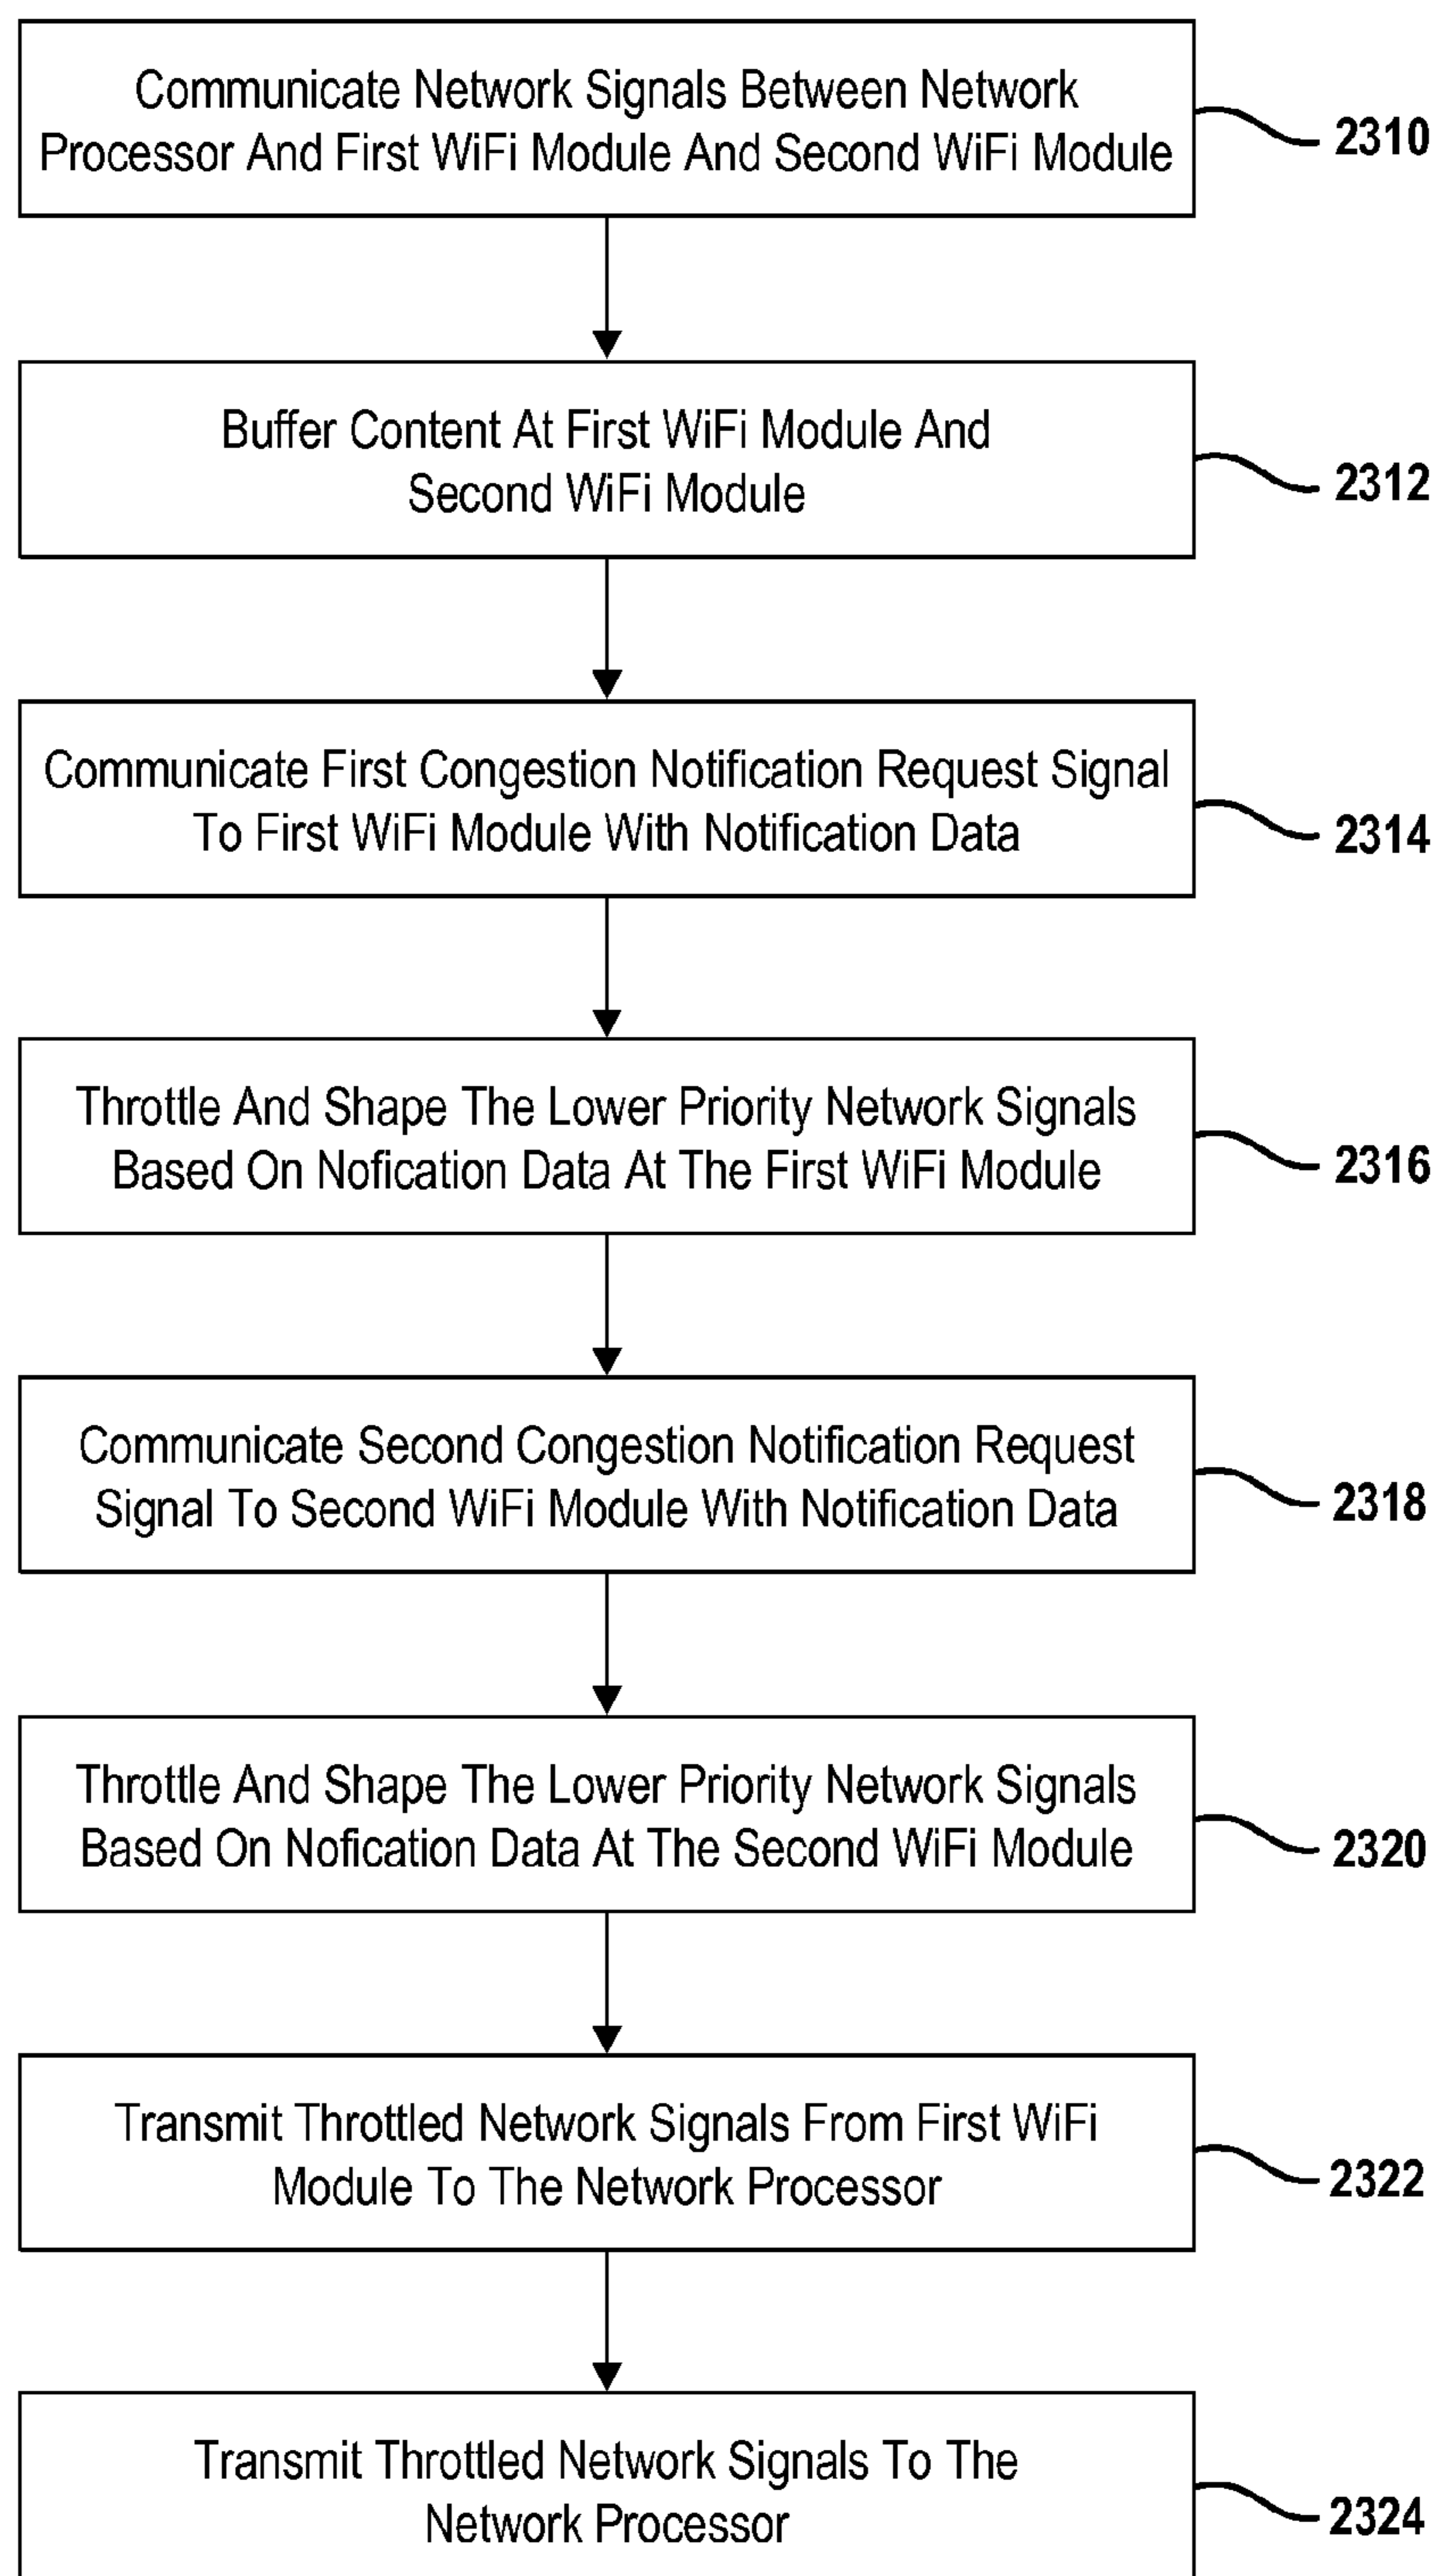 Communicate Network Signals Between Network
Processor And First WiFi Module And Second WiFi Module
2310
Buffer Content At First WiFi Module And
Second WiFi Module
2312
Communicate First Congestion Notification Request Signal
To First WiFi Module With Notification Data
2314
Throttle And Shape The Lower Priority Network Signals
Based On Nofication Data At The First WiFi Module
2316
Communicate Second Congestion Notification Request
Signal To Second WiFi Module With Notification Data
2318
Throttle And Shape The Lower Priority Network Signals
Based On Nofication Data At The Second WiFi Module
2320
Transmit Throttled Network Signals From First WiFi
Module To The Network Processor
2322
Transmit Throttled Network Signals To The
Network Processor
2324